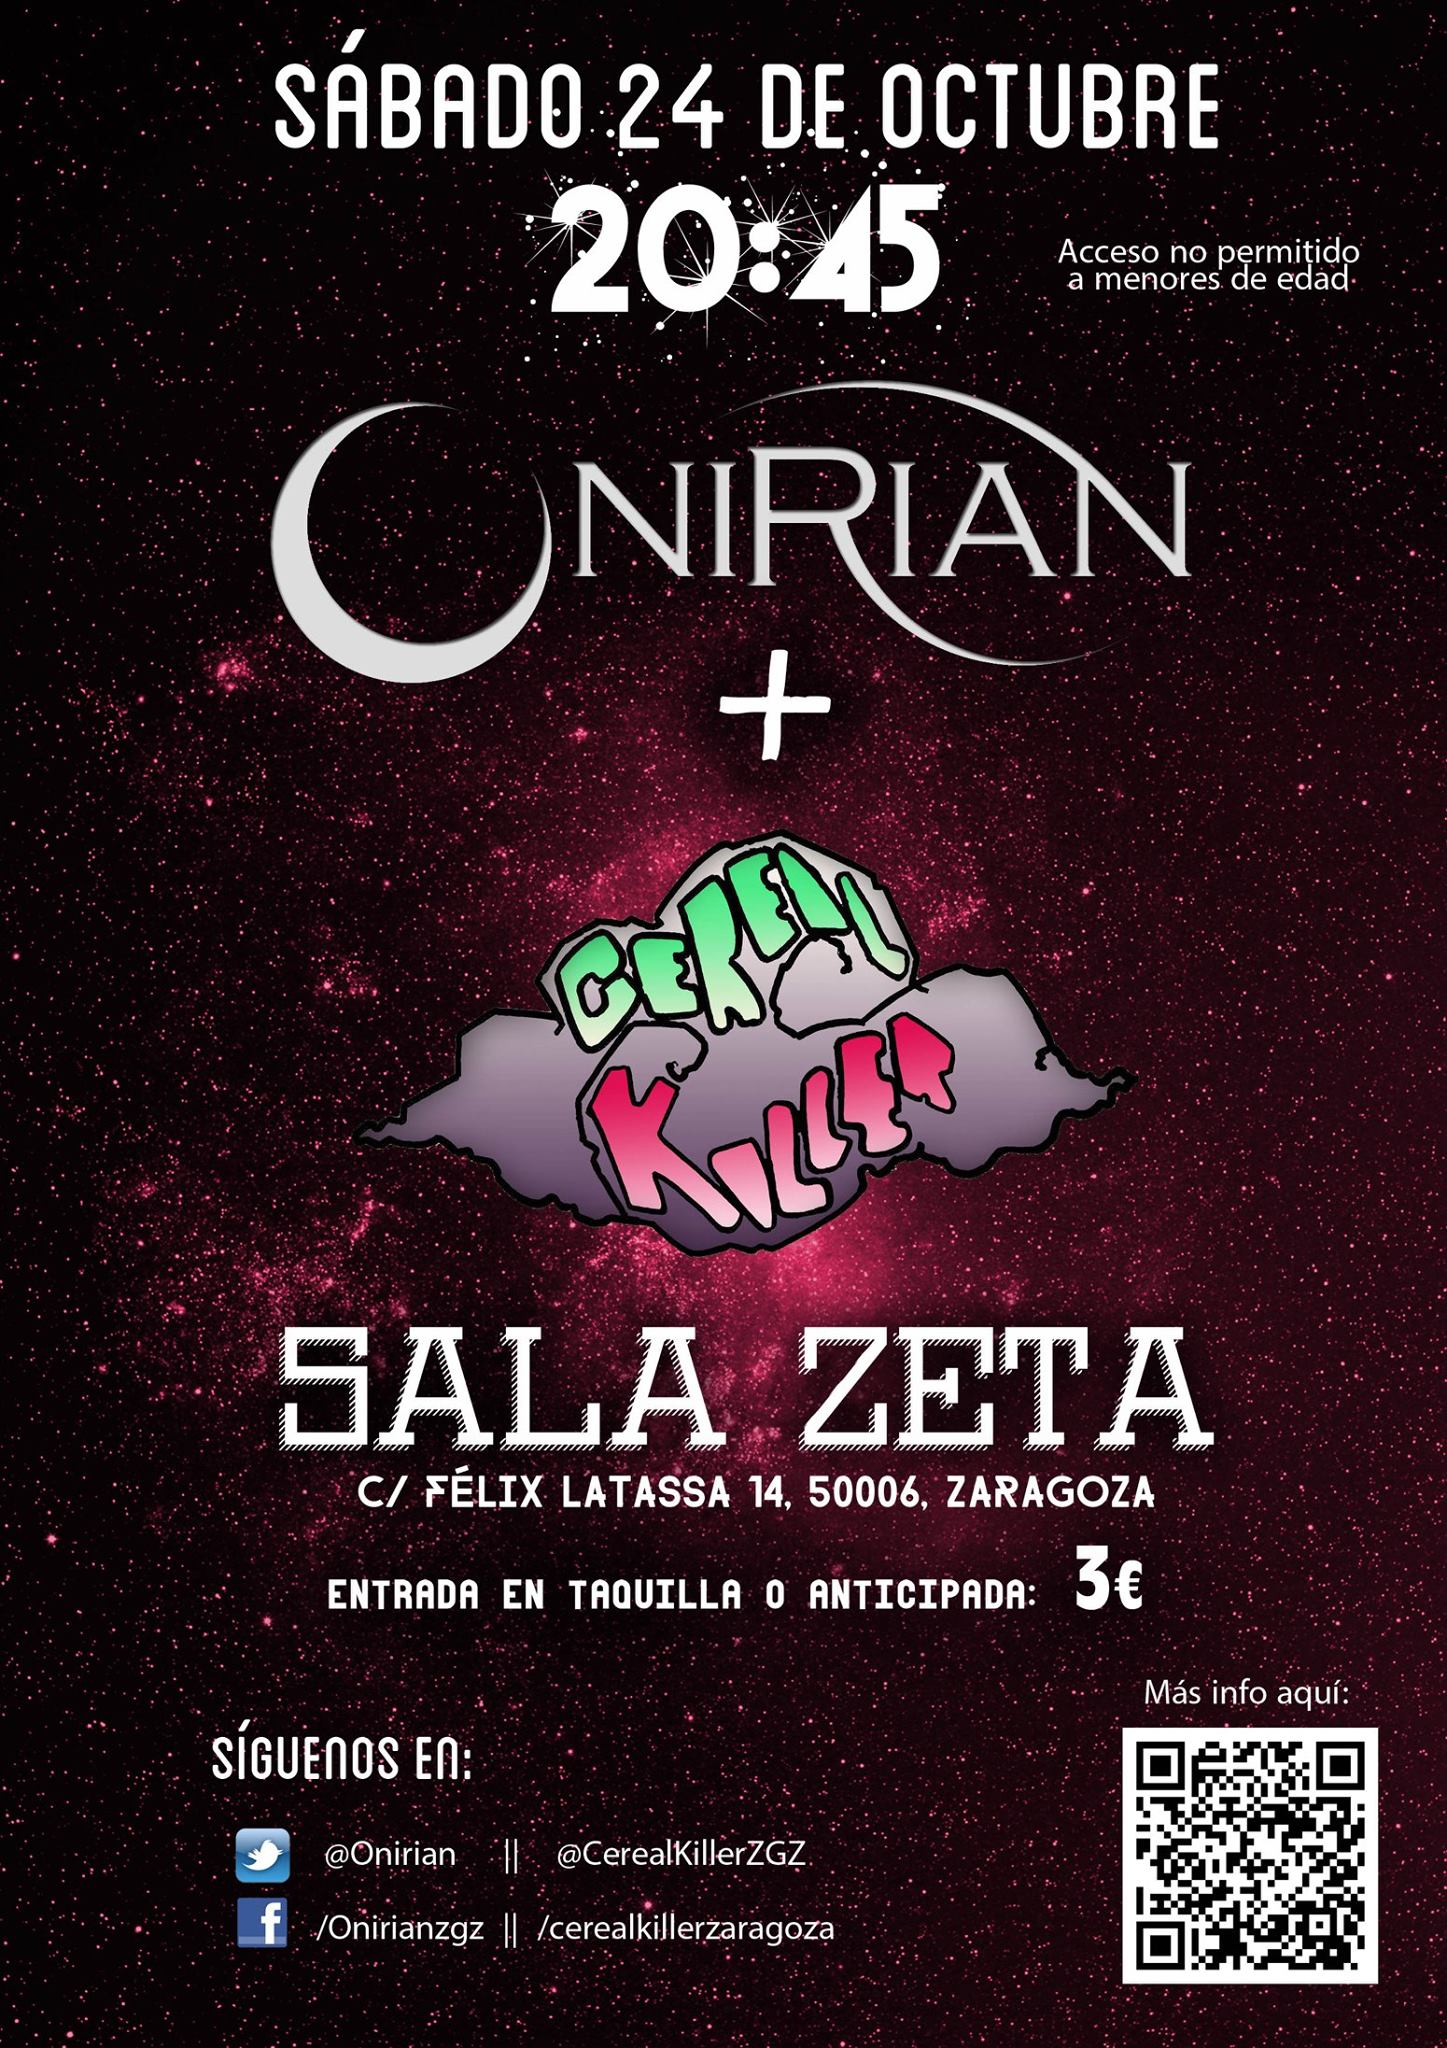 SÁBADO 24 DE OCTUBRE
20:45
Acceso no permitido
a menores de edad
ONIRIAN
+
CEREAL
KILLER
SALA ZETA
C/ FÉLIX LATASSA 14, 50006, ZARAGOZA
ENTRADA EN TAQUILLA O ANTICIPADA: 3€
Más info aquí:
SÍGUENOS EN:
@Onirian || @CerealKillerZGZ
/Onirianzgz || /cerealkillerzaragoza